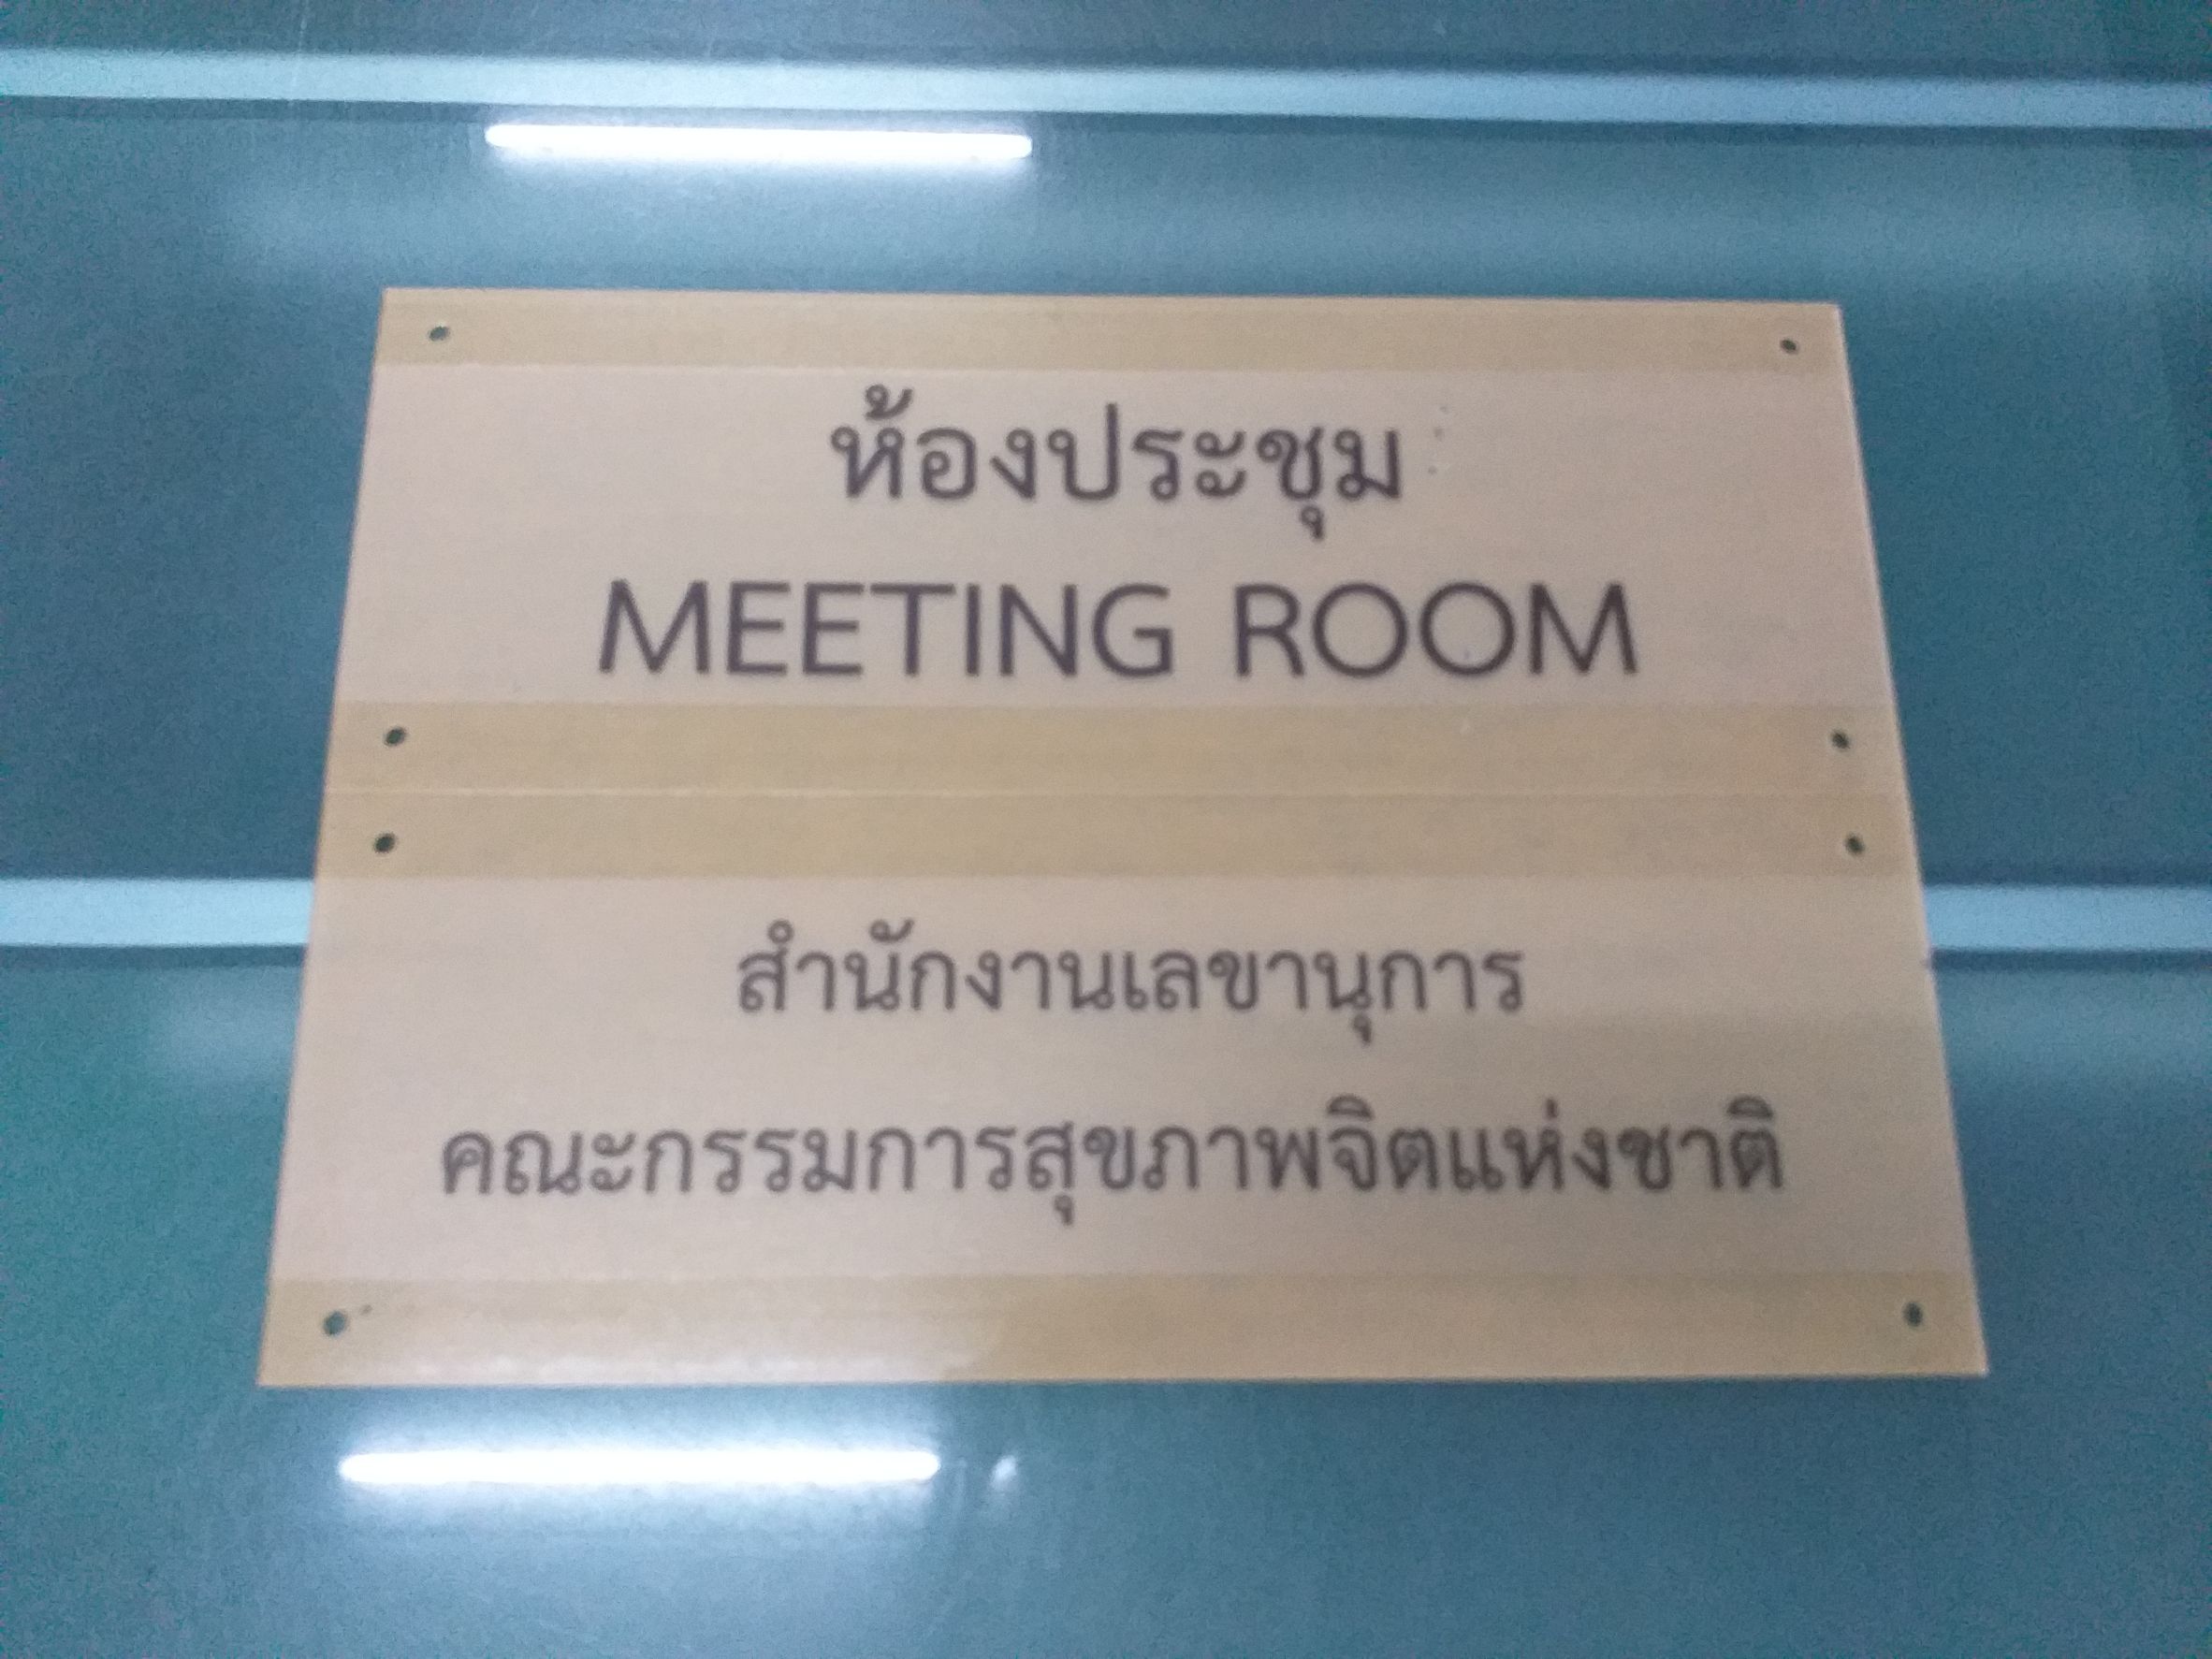 ห้องประชุม
MEETING ROOM
สำนักงานเลขานุการ
คณะกรรมการสุขภาพจิตแห่งชาติ